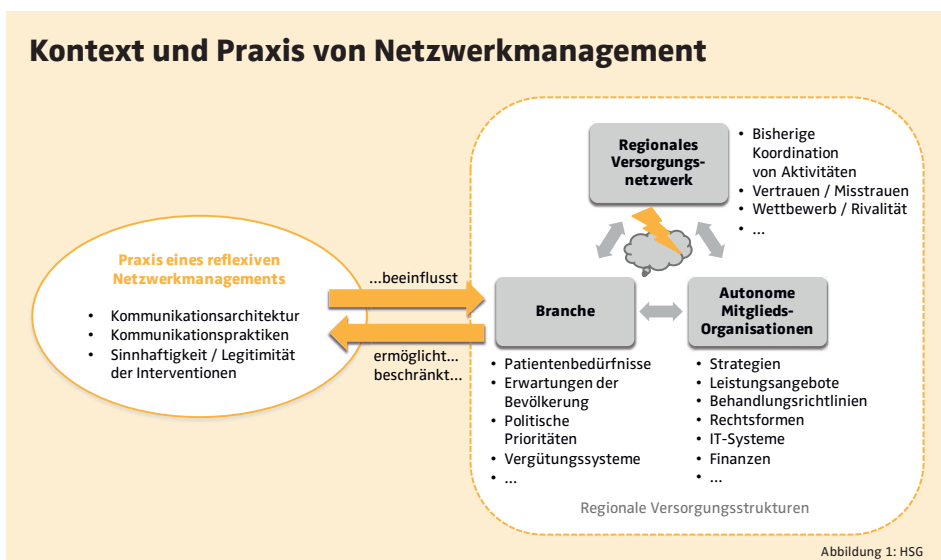 Kontext und Praxis von Netzwerkmanagement
Praxis eines reflexiven
Netzwerkmanagements
• Kommunikationsarchitektur
• Kommunikationspraktiken
• Sinnhaftigkeit / Legitimität
der Interventionen
...beeinflusst
ermöglicht...
beschränkt...
Regionales
Versorgungs-
netzwerk
• Bisherige
Koordination
von Aktivitäten
• Vertrauen / Misstrauen
• Wettbewerb / Rivalität
• ...
Branche
• Patientenbedürfnisse
• Erwartungen der
Bevölkerung
• Politische
Prioritäten
• Vergütungssysteme
• ...
Autonome
Mitglieds-
Organisationen
• Strategien
• Leistungsangebote
• Behandlungsrichtlinien
• Rechtsformen
• IT-Systeme
• Finanzen
• ...
Regionale Versorgungsstrukturen
Abbildung 1: HSG